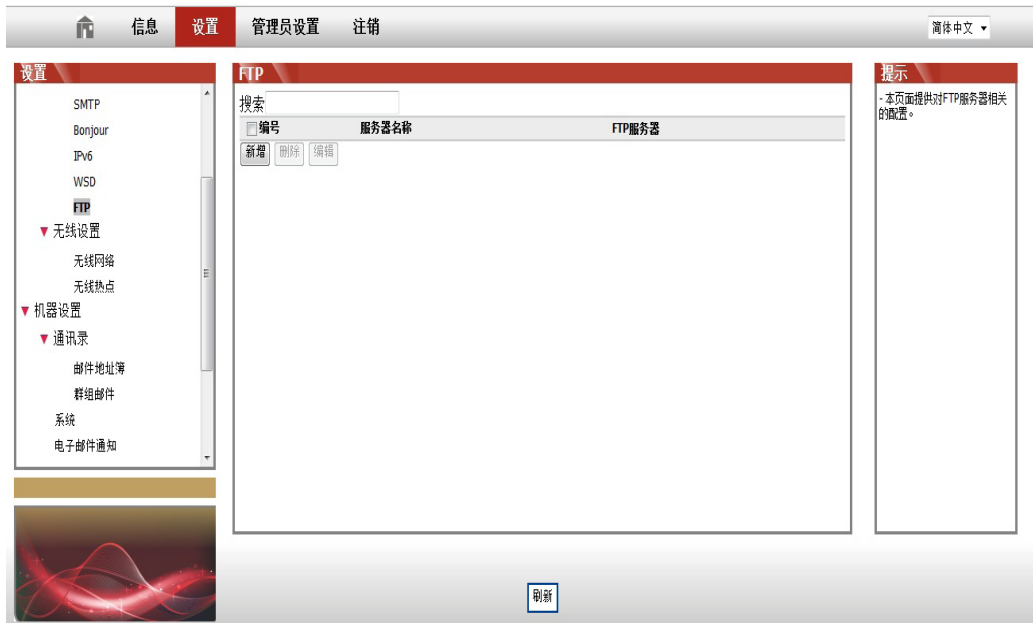 信息 设置 管理员设置 注销 简体中文
设置
SMTP
Bonjour
IPv6
WSD
FTP
无线设置
无线网络
无线热点
机器设置
通讯录
邮件地址簿
群组邮件
系统
电子邮件通知
FTP
搜索
编号 服务器名称 FTP服务器
新增 删除 编辑
提示
- 本页面提供对FTP服务器相关
的配置。
刷新